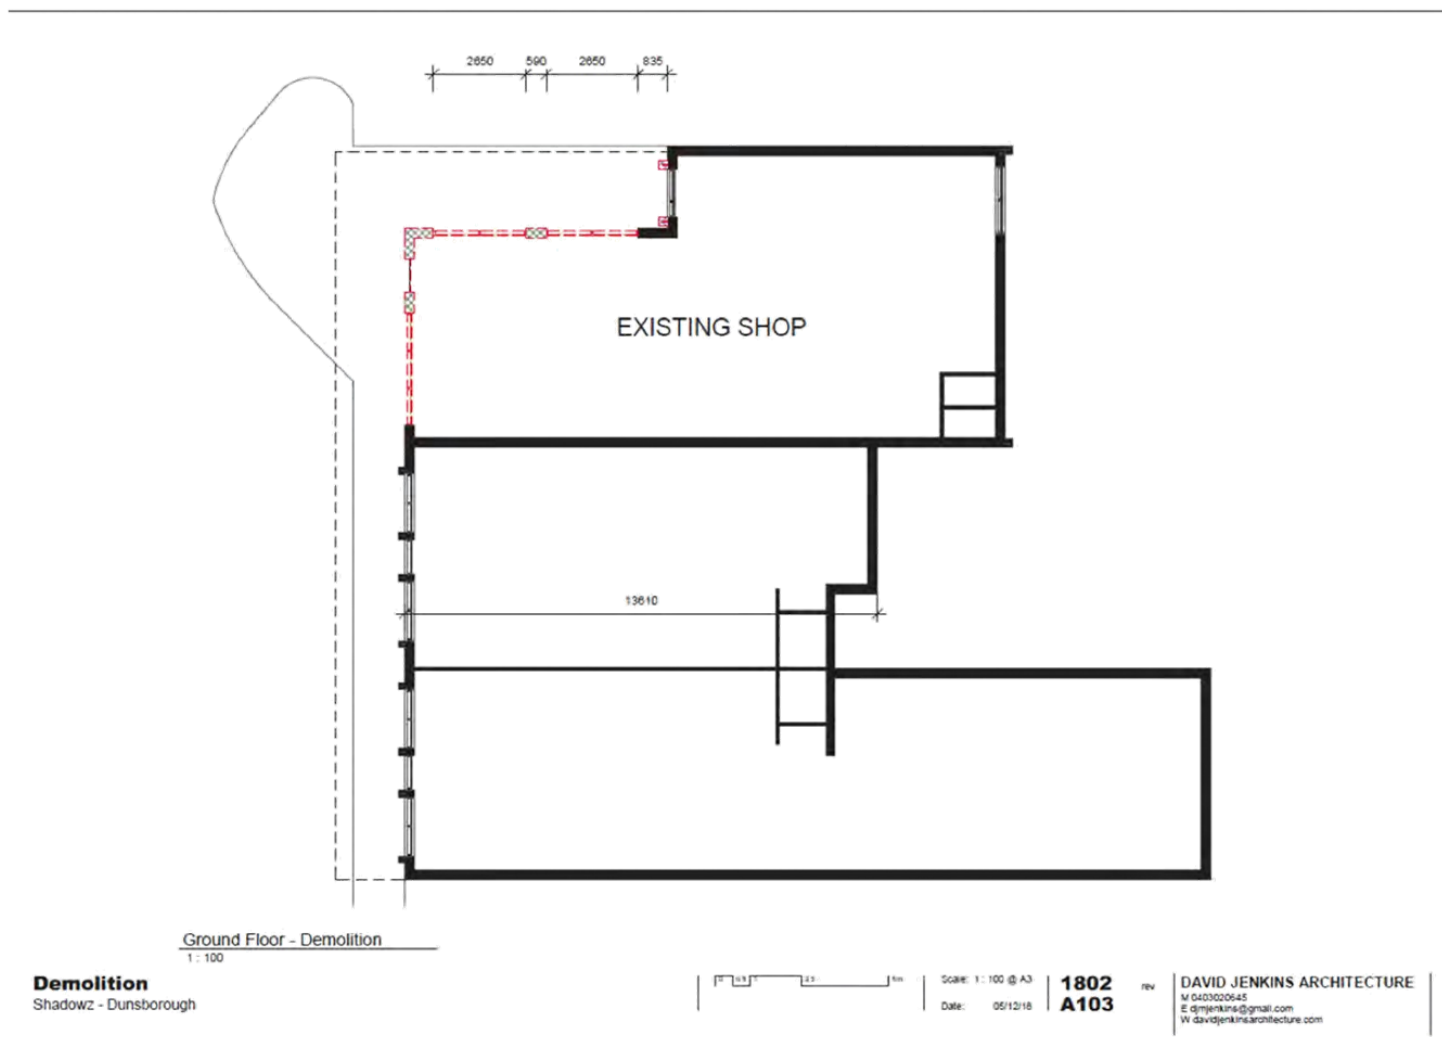 2650 590 2650 835
EXISTING SHOP
13610
Ground Floor - Demolition
1 : 100
Demolition
Shadowz - Dunsborough
Scale: 1 : 100 @ A3
Date: 05/12/18
1802
A103
rev
DAVID JENKINS ARCHITECTURE
M 0403020645
E djmjenkins@gmail.com
W davidjenkinsarchitecture.com